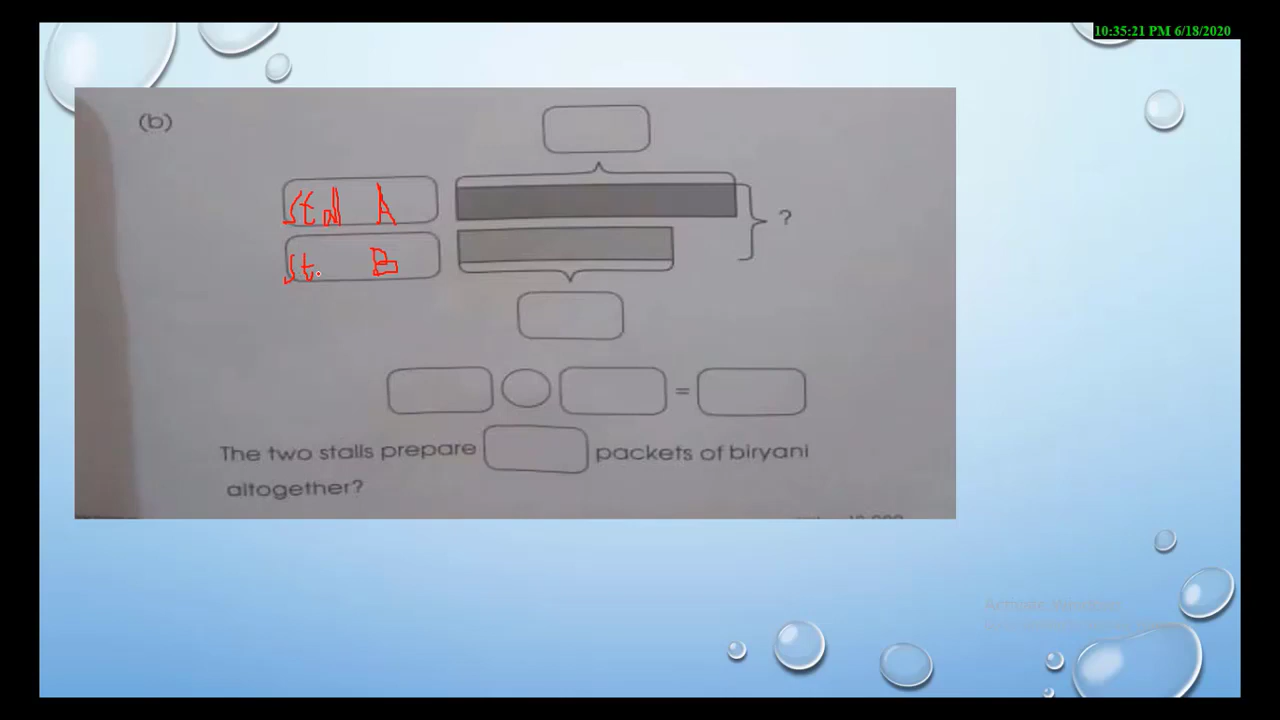 10:35:21 PM 6/18/2020
(b)
Stall A
?
St B
=
The two stalls prepare packets of biryani
altogether?